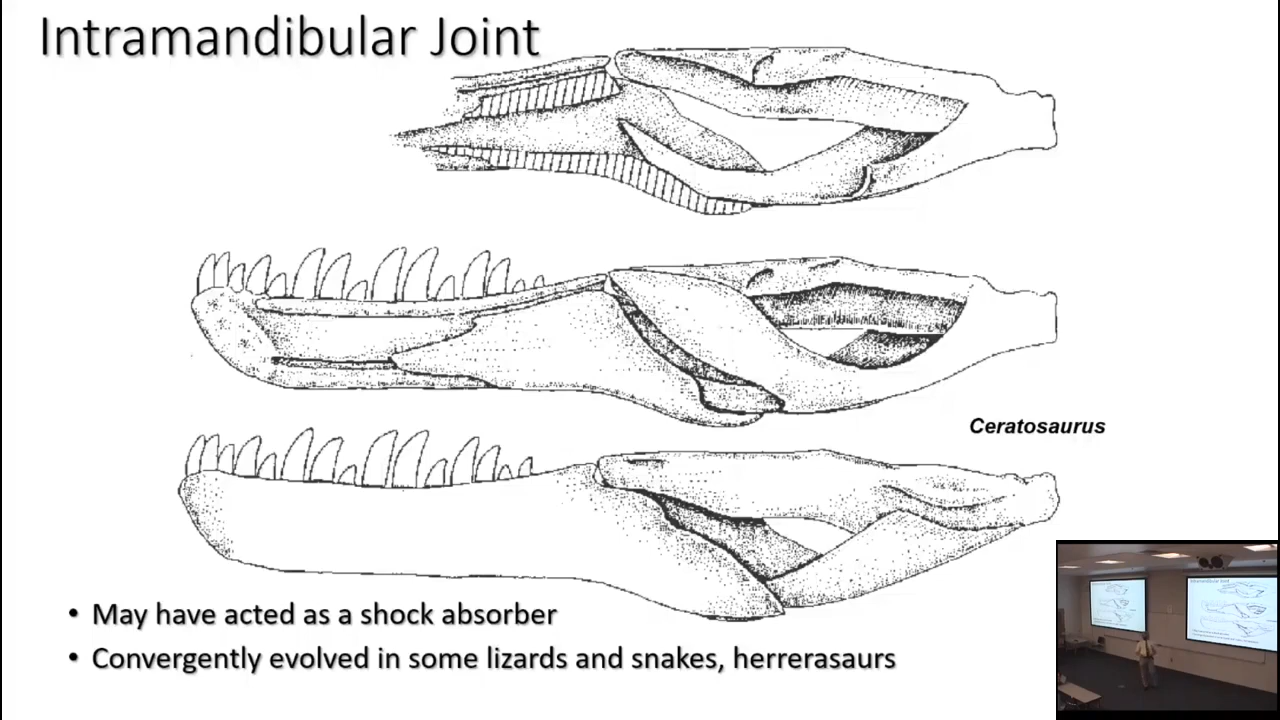 Intramandibular Joint
Ceratosaurus
• May have acted as a shock absorber
• Convergently evolved in some lizards and snakes, herrerasaurs